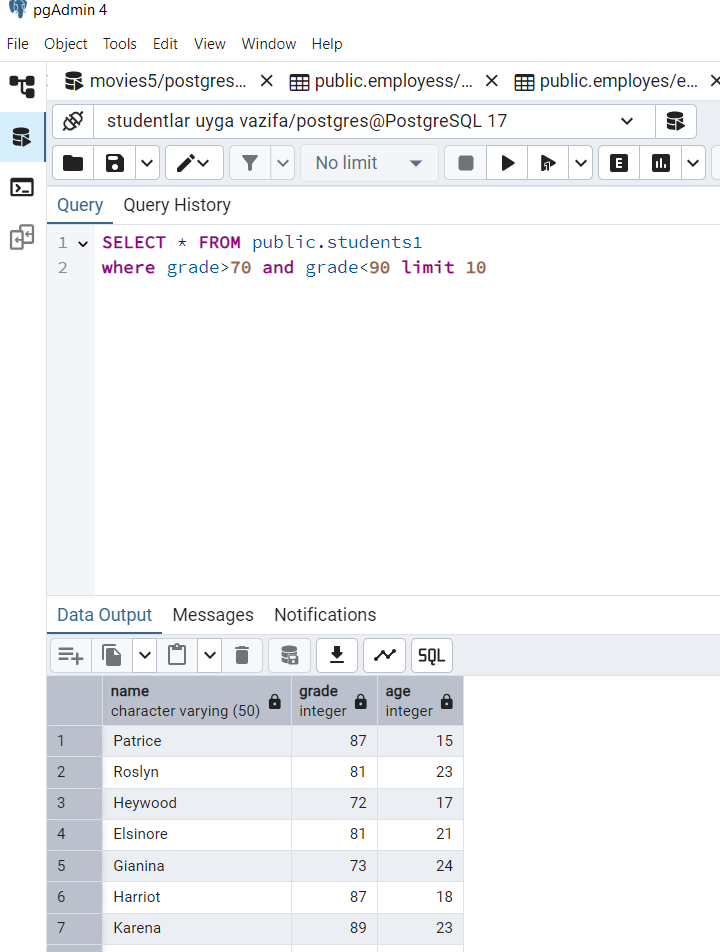 pgAdmin 4
File Object Tools Edit View Window Help
movies5/postgres... public.employess/... public.employes/e...
studentlar uyga vazifa/postgres@PostgreSQL 17
No limit E
Query Query History
1 SELECT * FROM public.students1
2 where grade>70 and grade<90 limit 10
Data Output Messages Notifications
SQL
name grade age
character varying (50) integer integer
1 Patrice 87 15
2 Roslyn 81 23
3 Heywood 72 17
4 Elsinore 81 21
5 Gianina 73 24
6 Harriot 87 18
7 Karena 89 23